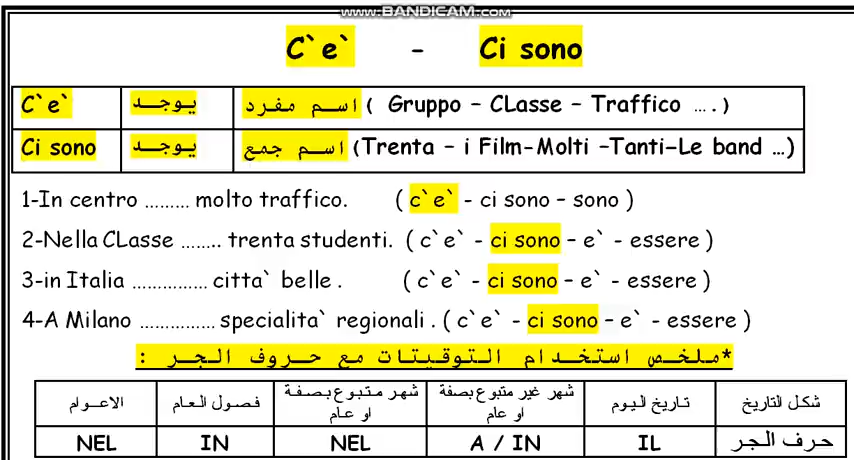 WWW.BANDICAM.COM
C`e` - Ci sono
C`e` يوجد اسم مفرد ( Gruppo – CLasse – Traffico ... . )
Ci sono يوجد اسم جمع (Trenta – i Film- Molti –Tanti–Le band ...)
1-In centro ......... molto traffico. ( c`e` - ci sono – sono )
2-Nella CLasse ........ trenta studenti. ( c`e` - ci sono – e` - essere )
3-in Italia ............... citta` belle . ( c`e` - ci sono – e` - essere )
4-A Milano ............... specialita` regionali . ( c`e` - ci sono – e` - essere )
*ملخص استخدام التوقيتات مع حروف الجر :
شكل التاريخ تاريخ اليوم شهر غير متبوع بصفة او عام شهر متبوع بصفة او عام فصول العام الاعوام
حرف الجر IL A / IN NEL IN NEL